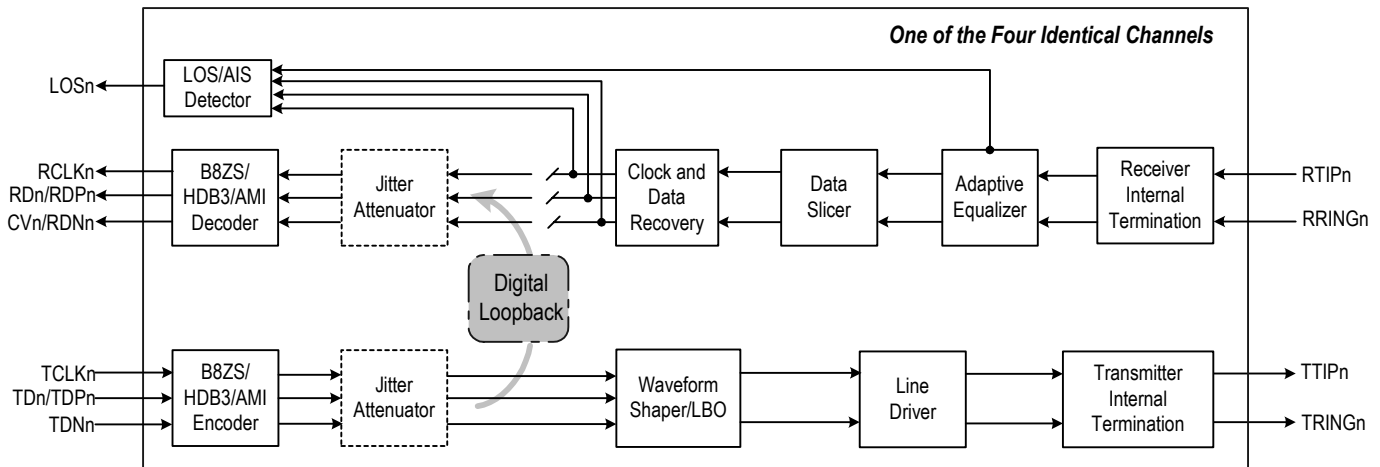 One of the Four Identical Channels
LOSn
LOS/AIS
Detector
RCLKn
RDn/RDPn
CVn/RDNn
B8ZS/
HDB3/AMI
Decoder
Jitter
Attenuator
Clock and
Data
Recovery
Data
Slicer
Adaptive
Equalizer
Receiver
Internal
Termination
RTIPn
RRINGn
Digital
Loopback
TCLKn
TDn/TDPn
TDNn
B8ZS/
HDB3/AMI
Encoder
Jitter
Attenuator
Waveform
Shaper/LBO
Line
Driver
Transmitter
Internal
Termination
TTIPn
TRINGn